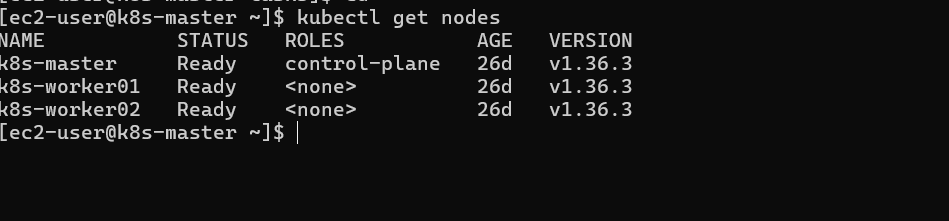 [ec2-user@k8s-master ~]$ kubectl get nodes
NAME           STATUS   ROLES           AGE   VERSION
k8s-master     Ready    control-plane   26d   v1.36.3
k8s-worker01   Ready    <none>          26d   v1.36.3
k8s-worker02   Ready    <none>          26d   v1.36.3
[ec2-user@k8s-master ~]$